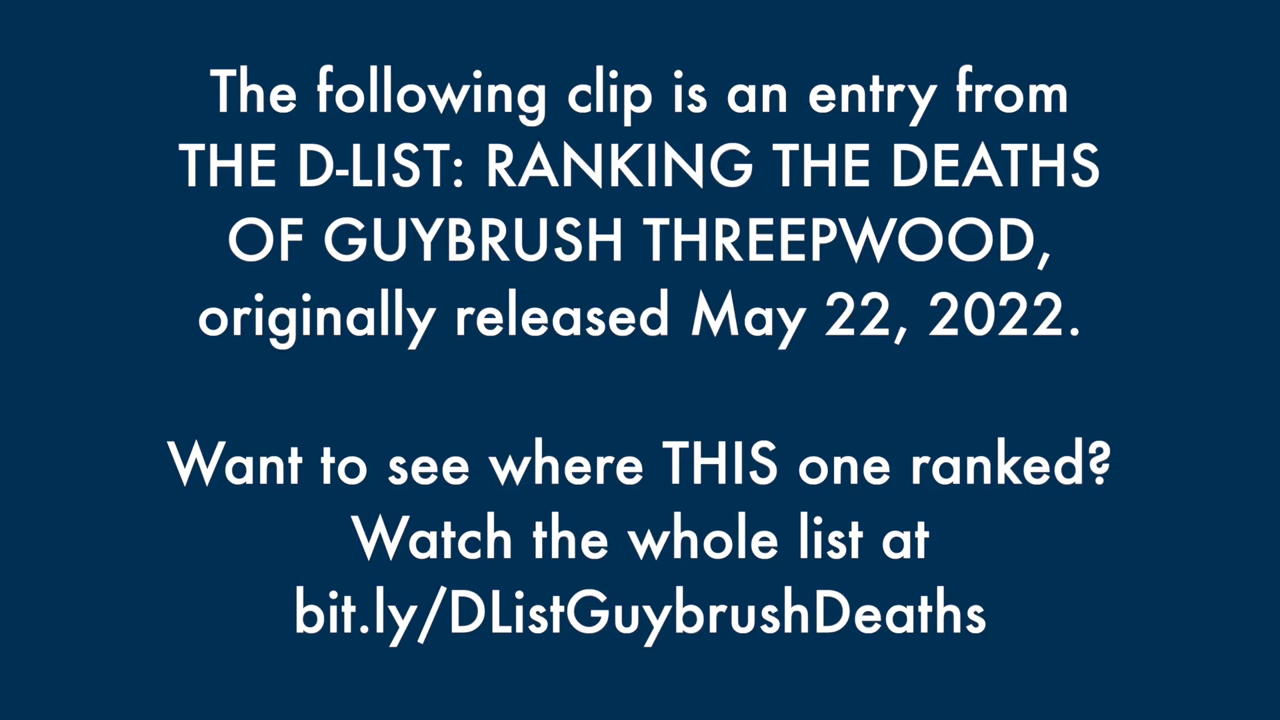 The following clip is an entry from
THE D-LIST: RANKING THE DEATHS
OF GUYBRUSH THREEPWOOD,
originally released May 22, 2022.
Want to see where THIS one ranked?
Watch the whole list at
bit.ly/DListGuybrushDeaths